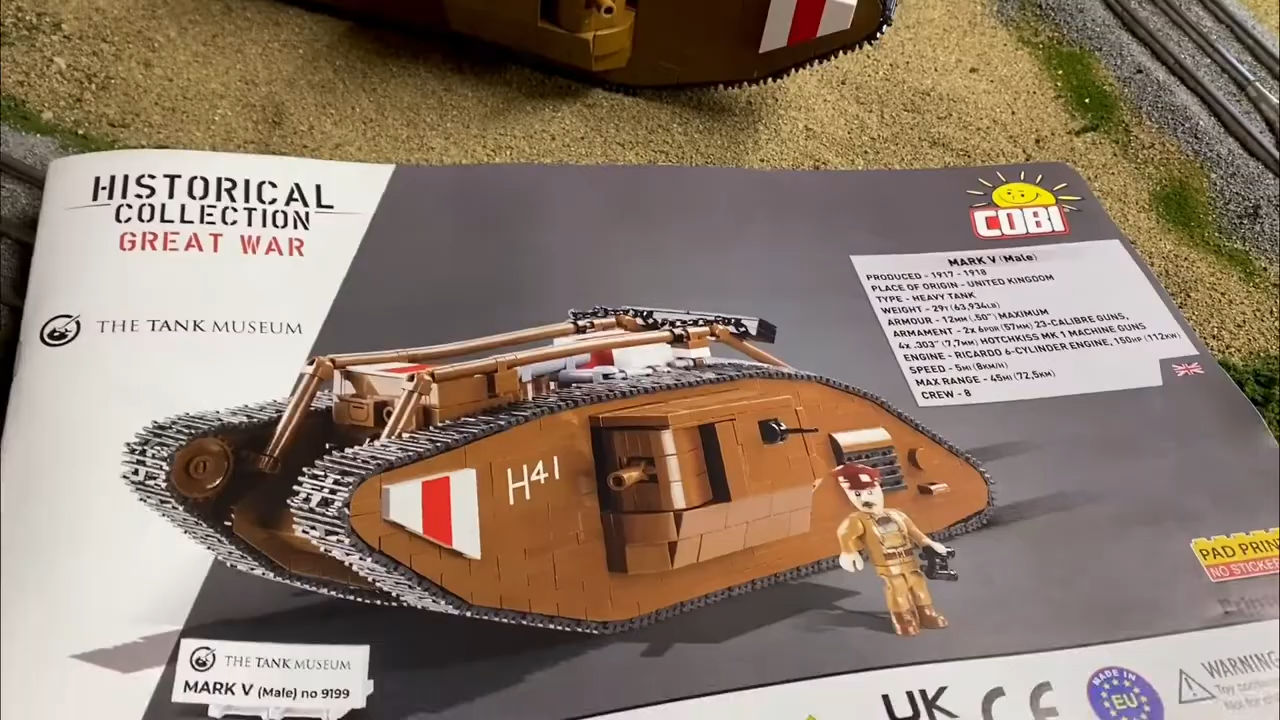 HISTORICAL
COLLECTION
GREAT WAR
THE TANK MUSEUM
COBI
MARK V (Male)
PRODUCED - 1917 - 1918
PLACE OF ORIGIN - UNITED KINGDOM
TYPE - HEAVY TANK
WEIGHT - 29T (63,934LB)
ARMOUR - 12MM (.50") MAXIMUM
ARMAMENT - 2x 6PDR (57MM) 23-CALIBRE GUNS,
4x .303" (7.7MM) HOTCHKISS MK 1 MACHINE GUNS
ENGINE - RICARDO 6-CYLINDER ENGINE, 150HP (112KW)
SPEED - 5MI (8KM/H)
MAX RANGE - 45MI (72,5KM)
CREW - 8
H41
PAD PRIN
NO STICKE
THE TANK MUSEUM
MARK V (Male) no 9199
UK
CE
MADE IN
EU
WARNING